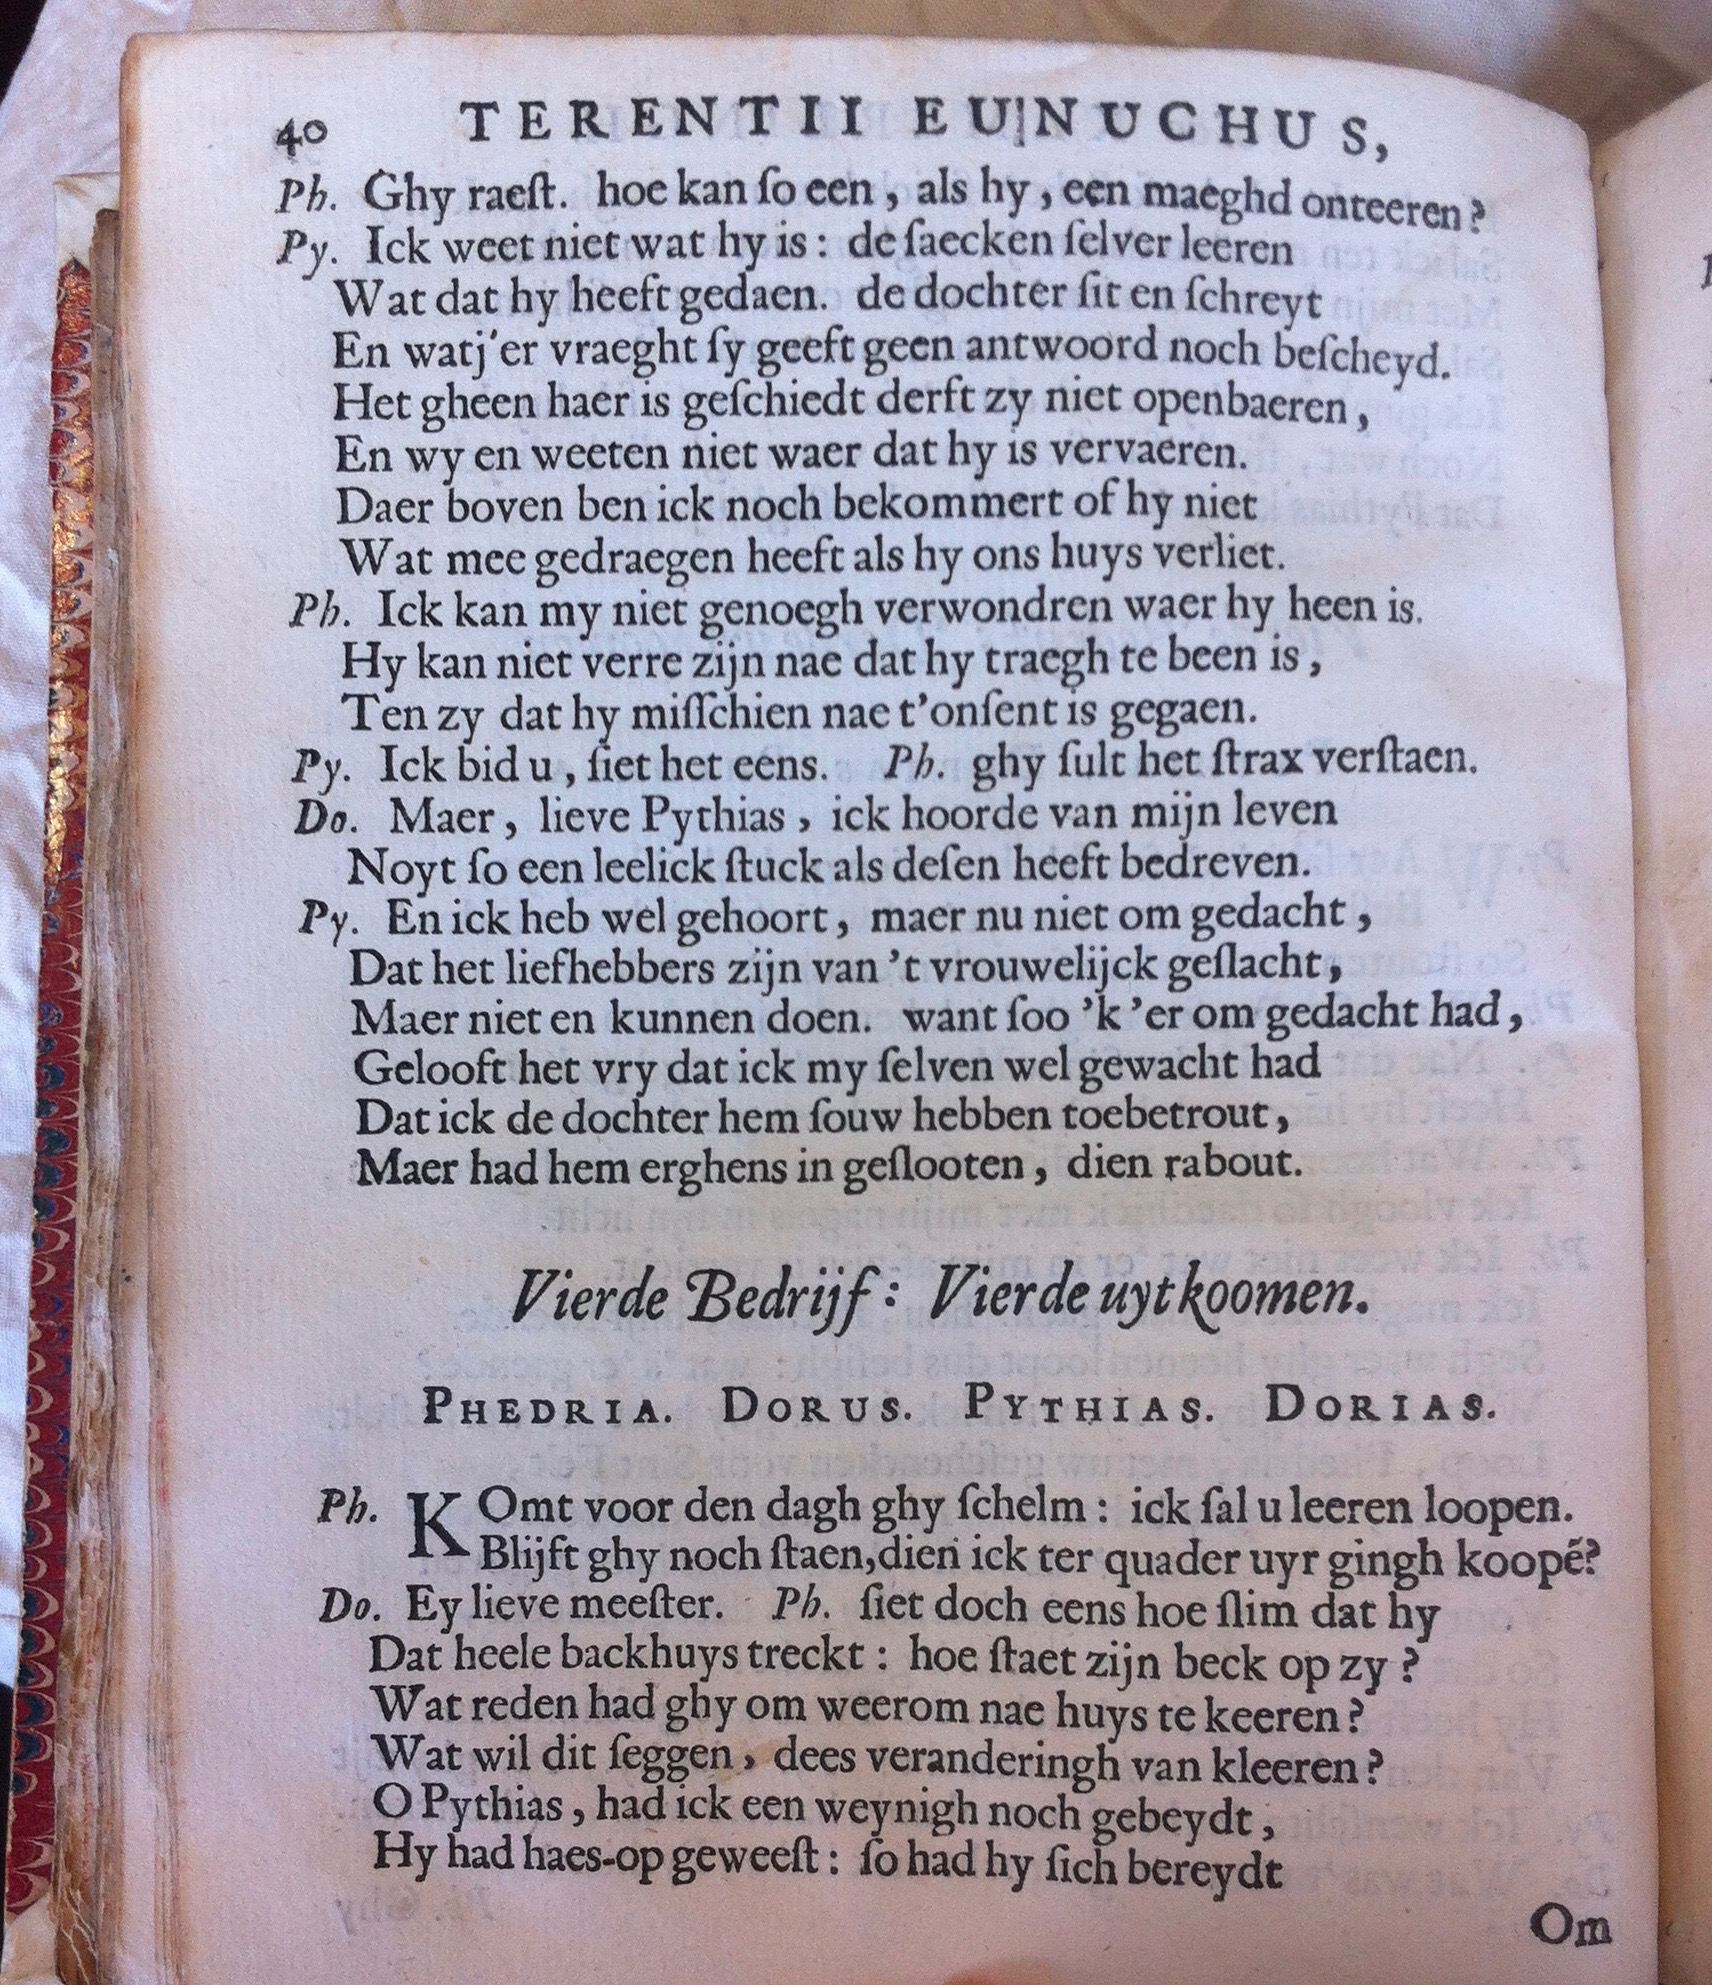 40 TERENTII EUNUCHUS,
Ph. Ghy raeſt. hoe kan ſo een, als hy, een maeghd onteeren?
Py. Ick weet niet wat hy is: de ſaecken ſelver leeren
Wat dat hy heeft gedaen. de dochter ſit en ſchreyt
En watj'er vraeght ſy geeft geen antwoord noch beſcheyd.
Het gheen haer is geſchiedt derft zy niet openbaeren,
En wy en weeten niet waer dat hy is vervaeren.
Daer boven ben ick noch bekommert of hy niet
Wat mee gedraegen heeft als hy ons huys verliet.
Ph. Ick kan my niet genoegh verwondren waer hy heen is.
Hy kan niet verre zijn nae dat hy traegh te been is,
Ten zy dat hy miſſchien nae t'onſent is gegaen.
Py. Ick bid u, ſiet het eens. Ph. ghy ſult het ſtrax verſtaen.
Do. Maer, lieve Pythias, ick hoorde van mijn leven
Noyt ſo een leelick ſtuck als deſen heeft bedreven.
Py. En ick heb wel gehoort, maer nu niet om gedacht,
Dat het liefhebbers zijn van 't vrouwelijck geſlacht,
Maer niet en kunnen doen. want ſoo 'k 'er om gedacht had,
Gelooft het vry dat ick my ſelven wel gewacht had
Dat ick de dochter hem ſouw hebben toebetrout,
Maer had hem erghens in geſlooten, dien rabout.
Vierde Bedrijf: Vierde uytkoomen.
PHEDRIA. DORUS. PYTHIAS. DORIAS.
Ph. KOmt voor den dagh ghy ſchelm: ick ſal u leeren loopen.
Blijft ghy noch ſtaen, dien ick ter quader uyr gingh koopẽ?
Do. Ey lieve meeſter. Ph. ſiet doch eens hoe ſlim dat hy
Dat heele backhuys treckt: hoe ſtaet zijn beck op zy?
Wat reden had ghy om weerom nae huys te keeren?
Wat wil dit ſeggen, dees veranderingh van kleeren?
O Pythias, had ick een weynigh noch gebeydt,
Hy had haes-op geweeſt: ſo had hy ſich bereydt
Om